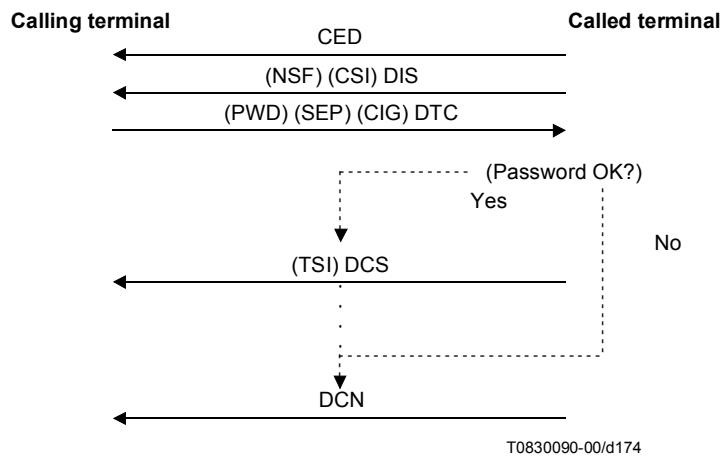 Calling terminal
Called terminal
CED
(NSF) (CSI) DIS
(PWD) (SEP) (CIG) DTC
(Password OK?)
Yes
No
(TSI) DCS
DCN
T0830090-00/d174